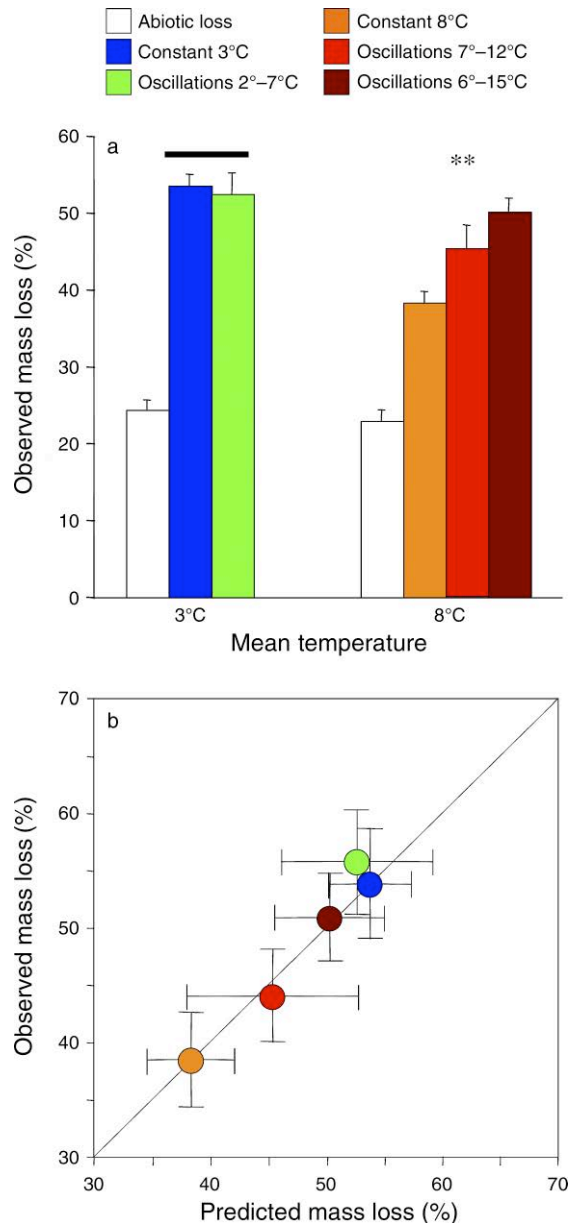 Abiotic loss
Constant 8°C
Constant 3°C
Oscillations 7°–12°C
Oscillations 2°–7°C
Oscillations 6°–15°C
a
**
Observed mass loss (%)
60
50
40
30
20
10
0
3°C
8°C
Mean temperature
b
Observed mass loss (%)
70
60
50
40
30
30
40
50
60
70
Predicted mass loss (%)